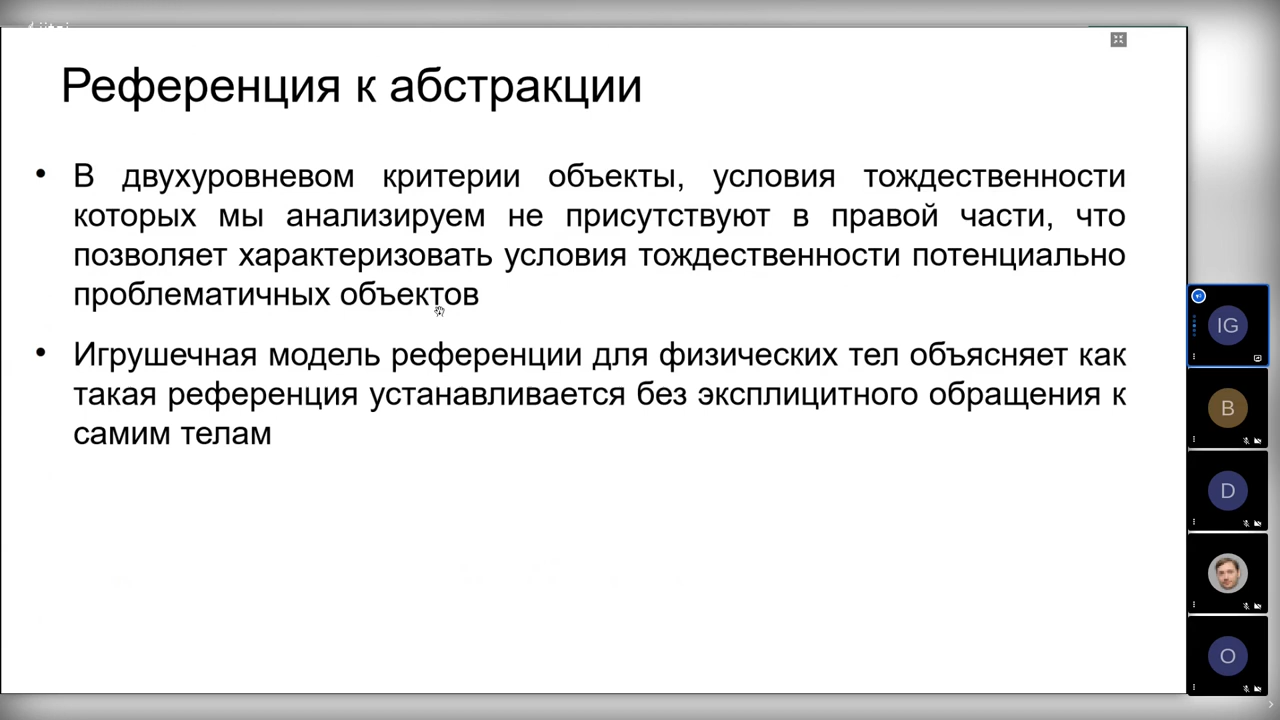 Референция к абстракции
• В двухуровневом критерии объекты, условия тождественности
которых мы анализируем не присутствуют в правой части, что
позволяет характеризовать условия тождественности потенциально
проблематичных объектов
• Игрушечная модель референции для физических тел объясняет как
такая референция устанавливается без эксплицитного обращения к
самим телам
IG
B
D
O